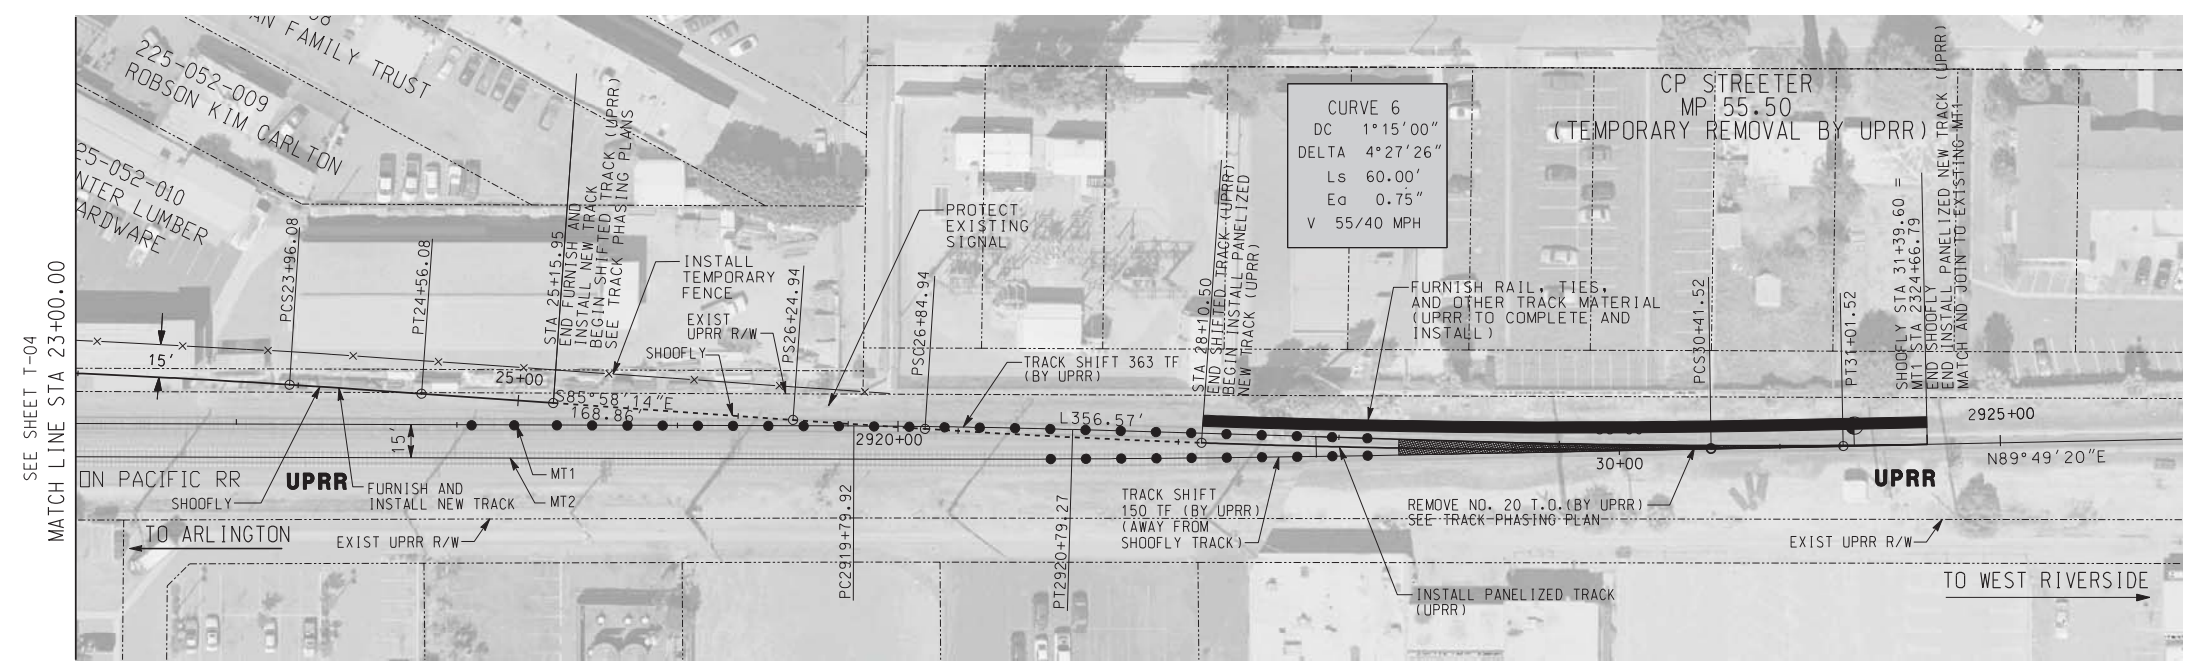 SEE SHEET T-04
MATCH LINE STA 23+00.00
AN FAMILY TRUST
225-052-009
ROBSON KIM CARLTON
25-052-010
NTER LUMBER
ARDWARE
15'
PCS23+96.08
PT24+56.08
STA 25+15.95
END FURNISH AND
INSTALL NEW TRACK
BEGIN SHIFTED TRACK (UPRR)
SEE TRACK PHASING PLANS
INSTALL
TEMPORARY
FENCE
EXIST
UPRR R/W
SHOOFLY
PS26+24.94
PROTECT
EXISTING
SIGNAL
PSC26+84.94
TRACK SHIFT 363 TF
(BY UPRR)
STA 28+10.50
END SHIFTED TRACK (UPRR)
BEGIN INSTALL PANELIZED
NEW TRACK (UPRR)
CURVE 6
DC 1°15'00"
DELTA 4°27'26"
Ls 60.00'
Ea 0.75"
V 55/40 MPH
CP STREETER
MP 55.50
(TEMPORARY REMOVAL BY UPRR)
FURNISH RAIL, TIES,
AND OTHER TRACK MATERIAL
(UPRR TO COMPLETE AND
INSTALL)
PCS30+41.52
PT31+01.52
SHOOFLY STA 31+39.60 =
MT1 STA 2324+66.79
END SHOOFLY
END INSTALL PANELIZED NEW TRACK (UPRR)
MATCH AND JOIN TO EXISTING MT1
25+00
S85°58'14"E
168.86'
15'
2920+00
L356.57'
30+00
2925+00
N89°49'20"E
ON PACIFIC RR
UPRR
SHOOFLY
FURNISH AND
INSTALL NEW TRACK
MT1
MT2
TO ARLINGTON
EXIST UPRR R/W
PC2919+79.92
PT2920+79.27
TRACK SHIFT
150 TF (BY UPRR)
(AWAY FROM
SHOOFLY TRACK)
REMOVE NO. 20 T.O.(BY UPRR)
SEE TRACK PHASING PLAN
INSTALL PANELIZED TRACK
(UPRR)
UPRR
EXIST UPRR R/W
TO WEST RIVERSIDE